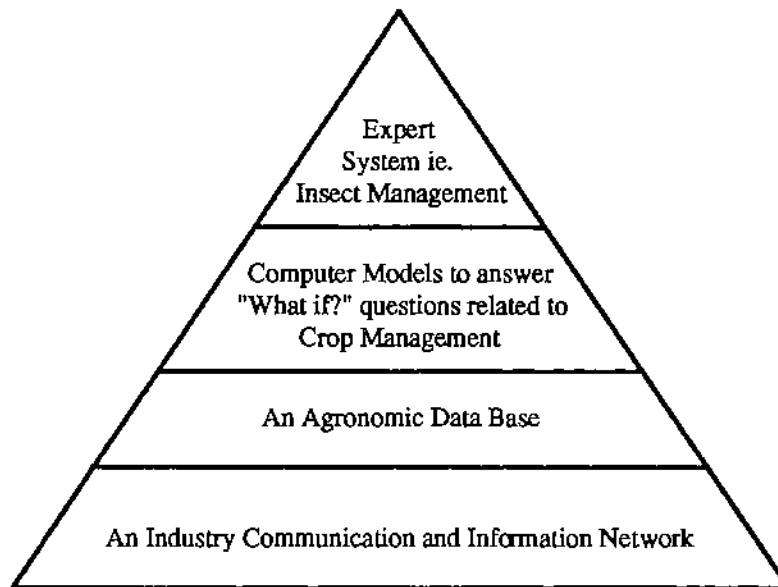 Expert
System ie.
Insect Management
Computer Models to answer
"What if?" questions related to
Crop Management
An Agronomic Data Base
An Industry Communication and Information Network